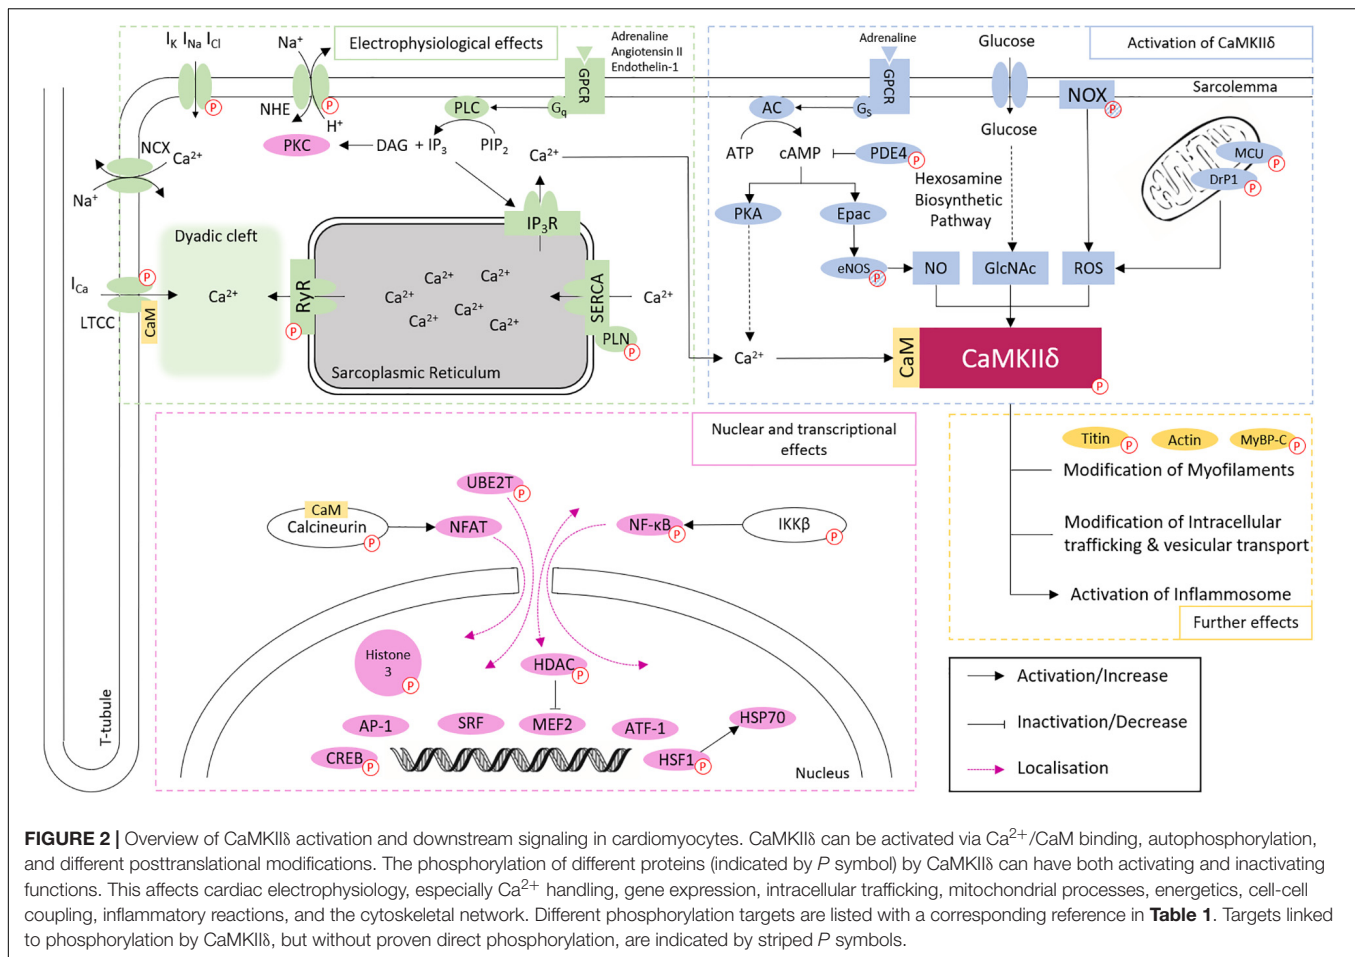 Electrophysiological effects
I_K I_Na I_Cl
P
Na⁺
NHE
P
H⁺
Adrenaline
Angiotensin II
Endothelin-1
GPCR
G_q
PLC
PKC
DAG + IP₃
PIP₂
Ca²⁺
NCX
Ca²⁺
Na⁺
IP₃R
Dyadic cleft
Ca²⁺
I_Ca
LTCC
P
CaM
RyR
P
Ca²⁺
Ca²⁺
Ca²⁺
Ca²⁺
Ca²⁺
Ca²⁺
Ca²⁺
SERCA
Ca²⁺
PLN
P
Sarcoplasmic Reticulum
T-tubule
Activation of CaMKIIδ
Adrenaline
GPCR
G_s
AC
ATP
cAMP
PDE4
P
PKA
Epac
eNOS
P
Glucose
Glucose
Hexosamine
Biosynthetic
Pathway
NOX
P
Sarcolemma
MCU
P
DrP1
P
NO
GlcNAc
ROS
Ca²⁺
CaM
CaMKIIδ
P
Nuclear and transcriptional
effects
UBE2T
P
CaM
Calcineurin
P
NFAT
NF-κB
P
IKKβ
P
Histone
3
P
HDAC
P
AP-1
SRF
MEF2
ATF-1
HSP70
CREB
P
HSF1
P
Nucleus
Titin
P
Actin
MyBP-C
P
Modification of Myofilaments
Modification of Intracellular
trafficking & vesicular transport
Activation of Inflammosome
Further effects
Activation/Increase
Inactivation/Decrease
Localisation
FIGURE 2 | Overview of CaMKIIδ activation and downstream signaling in cardiomyocytes. CaMKIIδ can be activated via Ca²⁺/CaM binding, autophosphorylation,
and different posttranslational modifications. The phosphorylation of different proteins (indicated by P symbol) by CaMKIIδ can have both activating and inactivating
functions. This affects cardiac electrophysiology, especially Ca²⁺ handling, gene expression, intracellular trafficking, mitochondrial processes, energetics, cell-cell
coupling, inflammatory reactions, and the cytoskeletal network. Different phosphorylation targets are listed with a corresponding reference in Table 1. Targets linked
to phosphorylation by CaMKIIδ, but without proven direct phosphorylation, are indicated by striped P symbols.